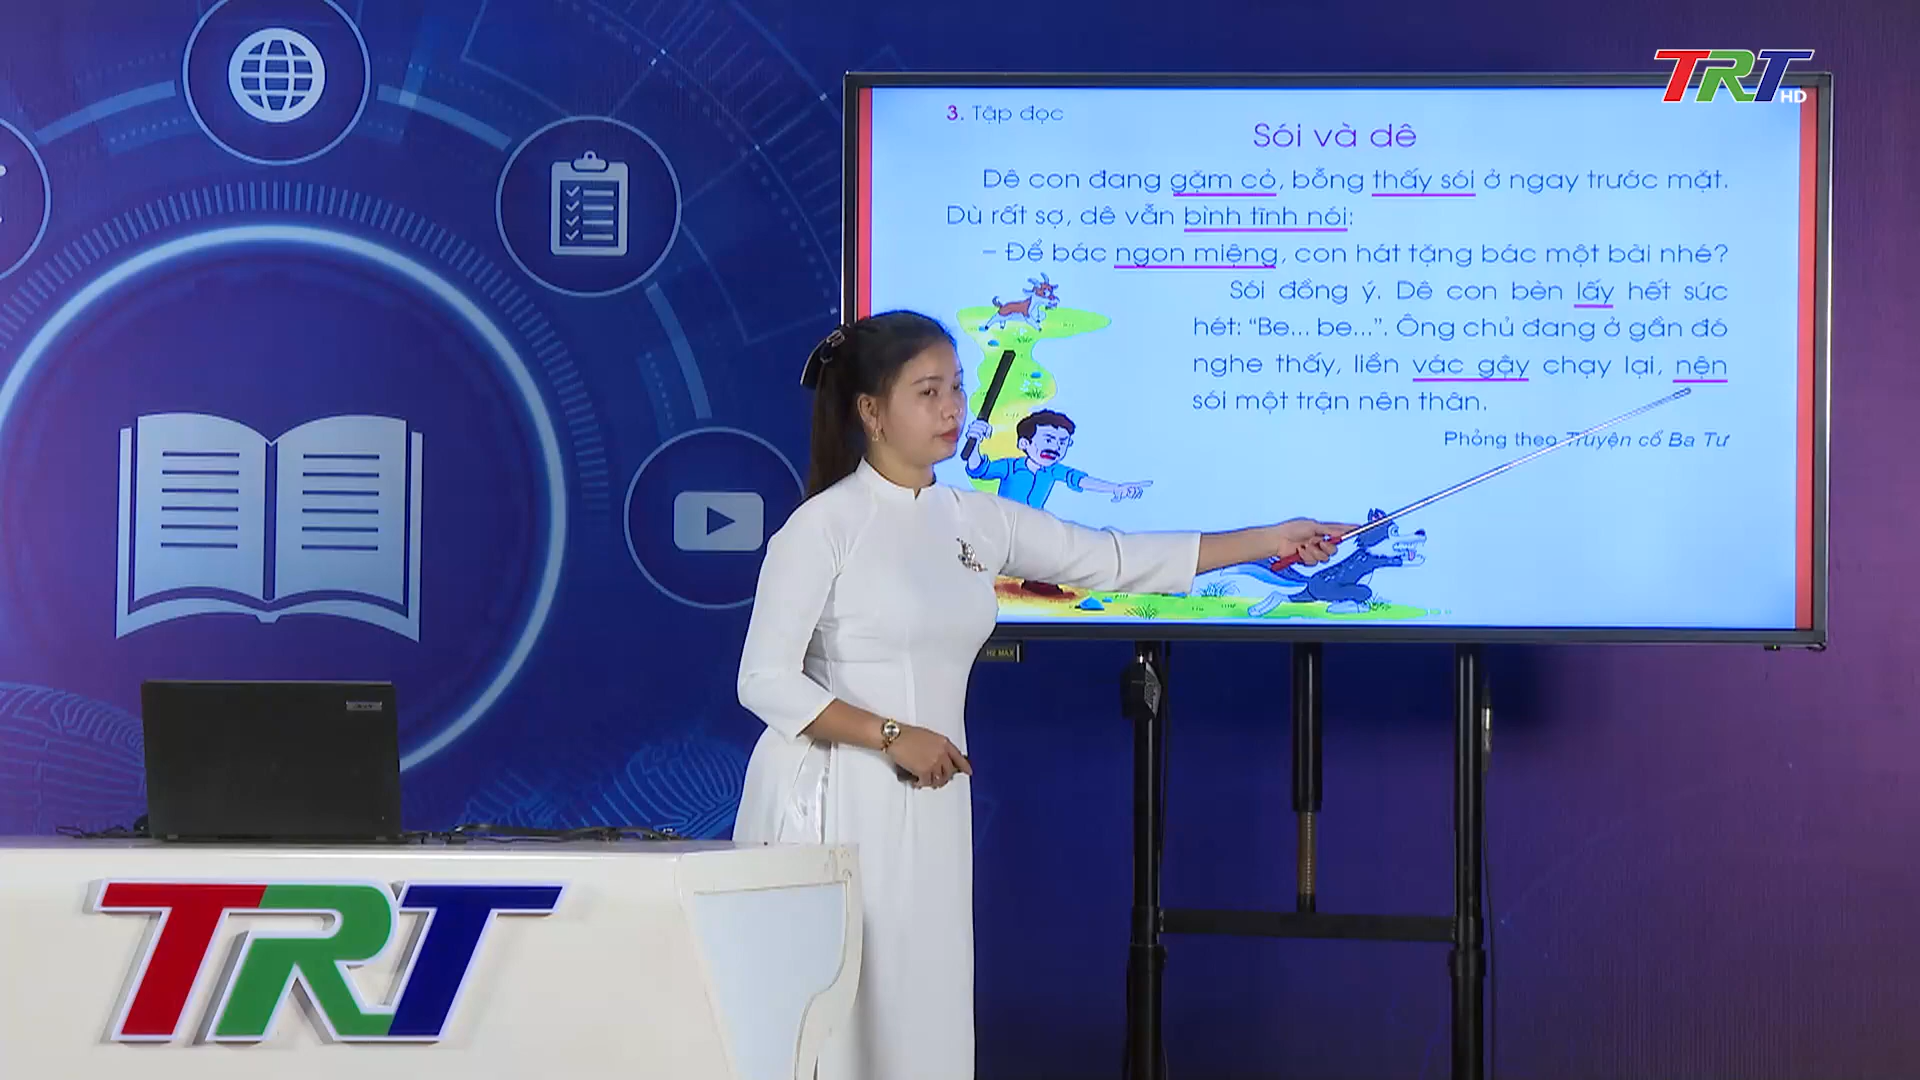 TRT HD
3. Tập đọc
Sói và dê
Dê con đang gặm cỏ, bỗng thấy sói ở ngay trước mặt.
Dù rất sợ, dê vẫn bình tĩnh nói:
– Để bác ngon miệng, con hát tặng bác một bài nhé?
Sói đồng ý. Dê con bèn lấy hết sức
hét: “Be... be...”. Ông chủ đang ở gần đó
nghe thấy, liền vác gậy chạy lại, nện
sói một trận nên thân.
Phỏng theo Truyện cổ Ba Tư
TRT